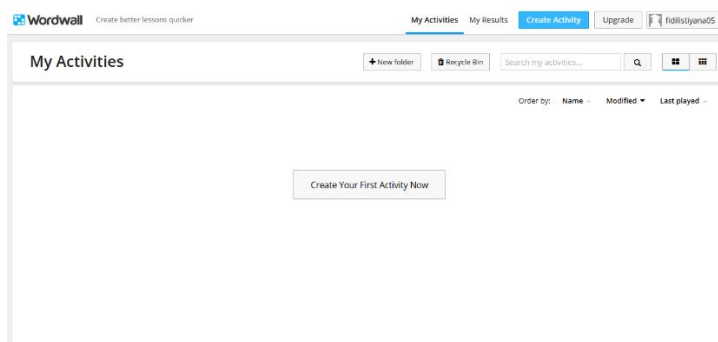 Wordwall Create better lessons quicker My Activities My Results Create Activity Upgrade fidilistiyana05
My Activities + New folder Recycle Bin Search my activities...
Order by: Name Modified Last played
Create Your First Activity Now